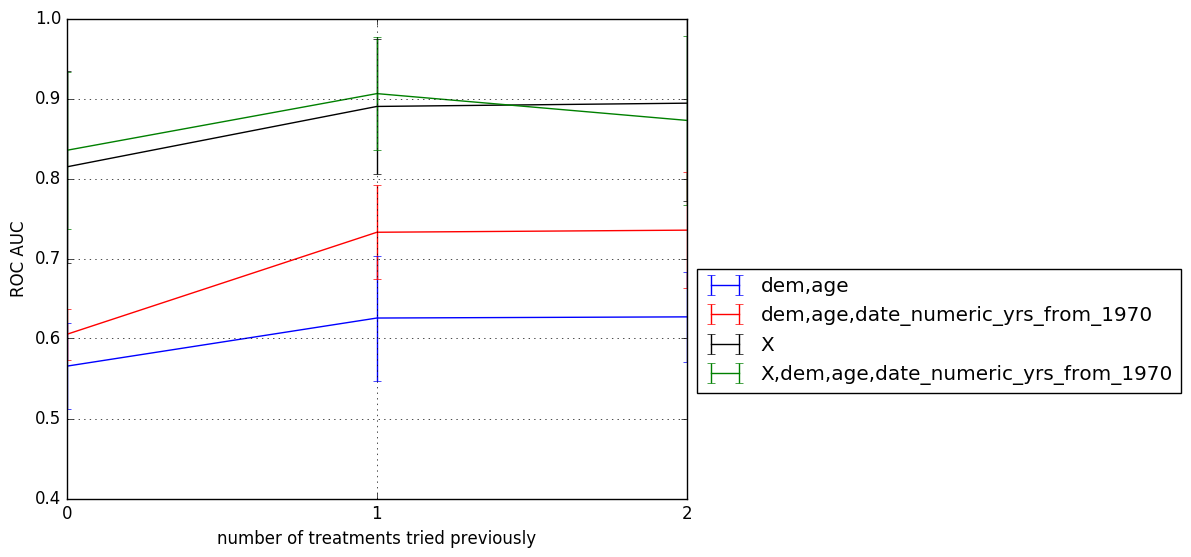 1.0
0.9
0.8
0.7
0.6
0.5
0.4
ROC AUC
0
1
2
number of treatments tried previously
dem,age
dem,age,date_numeric_yrs_from_1970
X
X,dem,age,date_numeric_yrs_from_1970